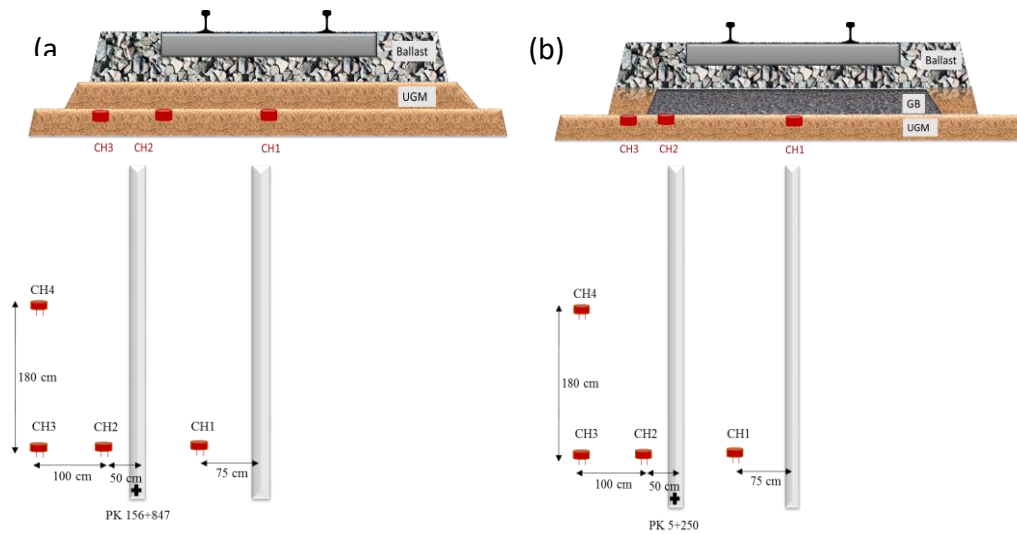 (a
Ballast
UGM
CH3
CH2
CH1
CH4
180 cm
CH3
CH2
CH1
100 cm
50 cm
75 cm
PK 156+847
(b)
Ballast
GB
UGM
CH3
CH2
CH1
CH4
180 cm
CH3
CH2
CH1
100 cm
50 cm
75 cm
PK 5+250